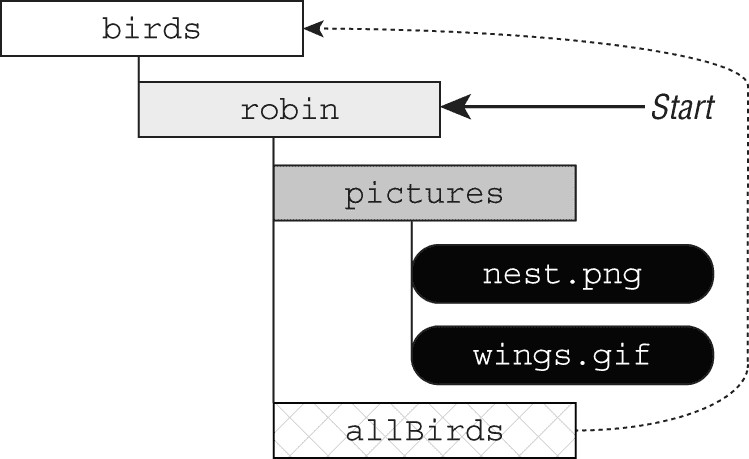 birds
robin
Start
pictures
nest.png
wings.gif
allBirds